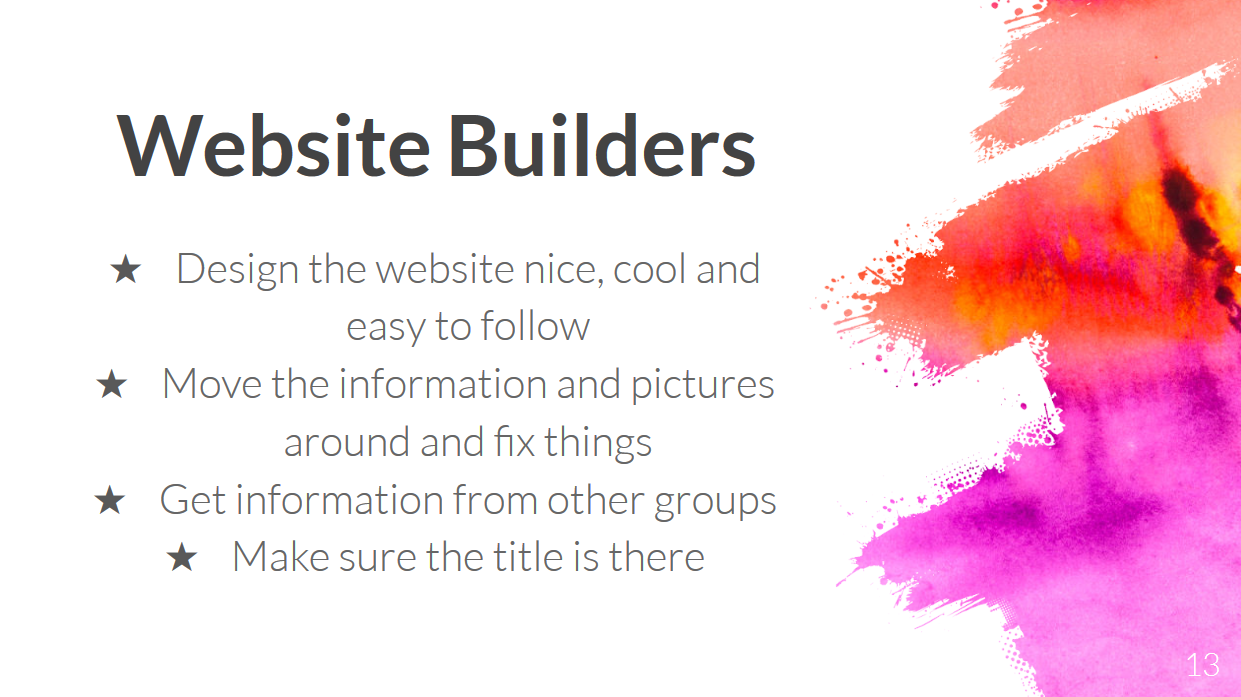 Website Builders
★ Design the website nice, cool and
easy to follow
★ Move the information and pictures
around and fix things
★ Get information from other groups
★ Make sure the title is there
13